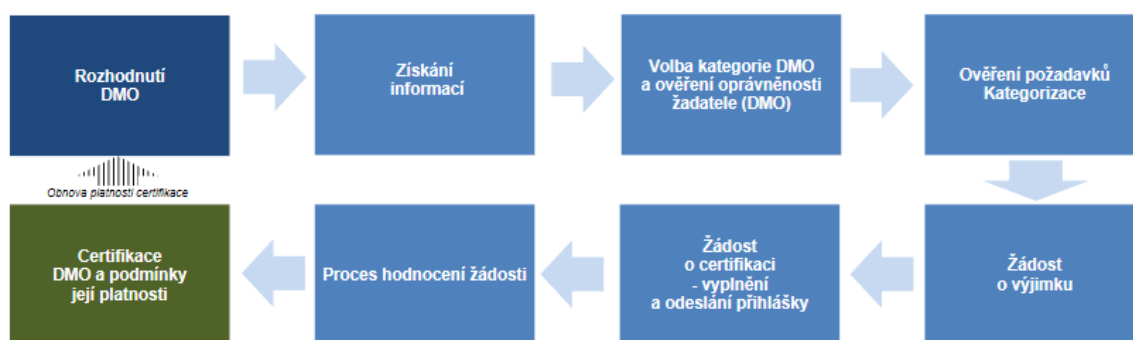 Rozhodnutí
DMO
Získání
informací
Volba kategorie DMO
a ověření oprávněnosti
žadatele (DMO)
Ověření požadavků
Kategorizace
Obnova platnosti certifikace
Certifikace
DMO a podmínky
její platnosti
Proces hodnocení žádosti
Žádost
o certifikaci
- vyplnění
a odeslání přihlášky
Žádost
o výjimku